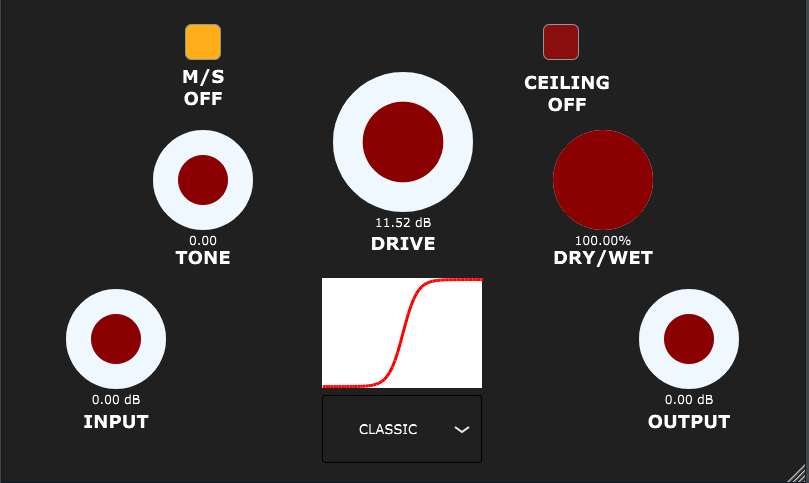 M/S
OFF
CEILING
OFF
11.52 dB
DRIVE
0.00
TONE
100.00%
DRY/WET
0.00 dB
INPUT
CLASSIC
0.00 dB
OUTPUT